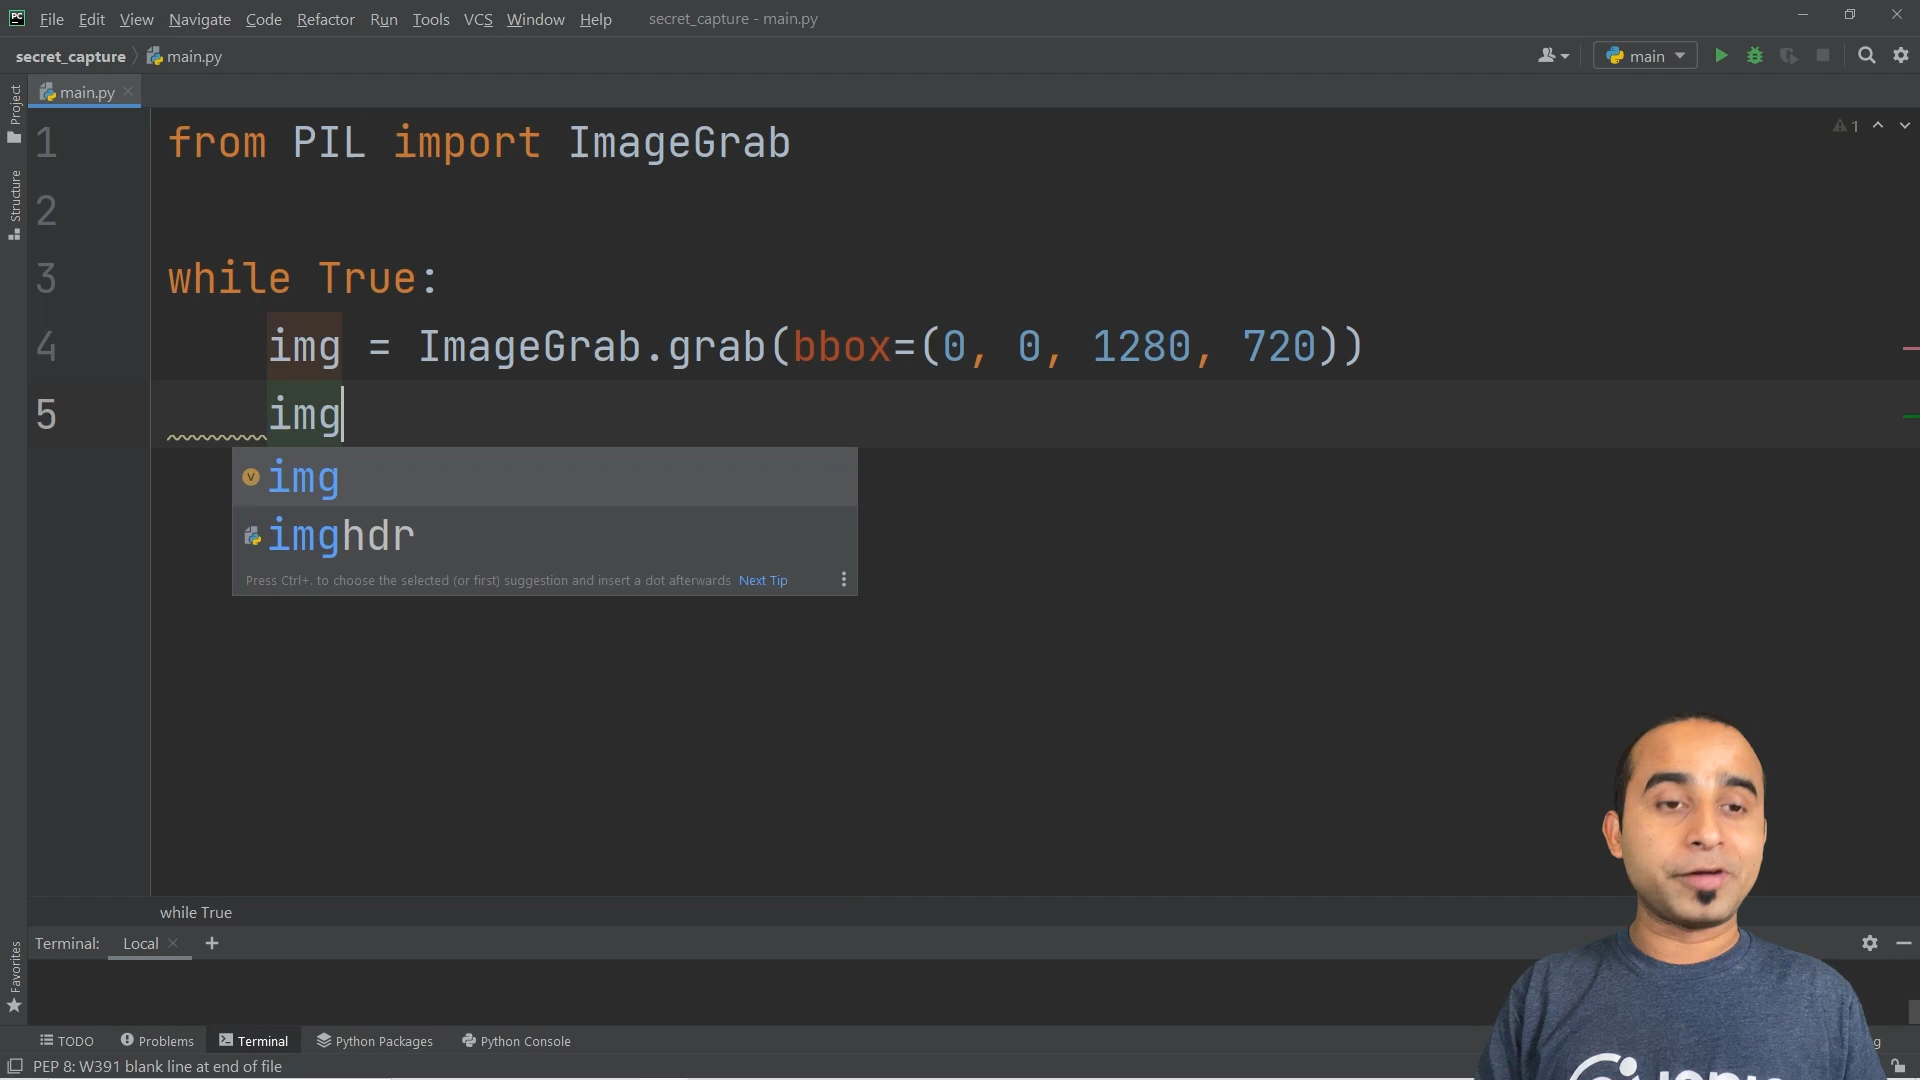 File Edit View Navigate Code Refactor Run Tools VCS Window Help secret_capture - main.py
secret_capture main.py main
main.py
Project
Structure
Favorites
1
1 from PIL import ImageGrab
2
3 while True:
4 img = ImageGrab.grab(bbox=(0, 0, 1280, 720))
5 img
img
imghdr
Press Ctrl+. to choose the selected (or first) suggestion and insert a dot afterwards Next Tip
while True
Terminal: Local
TODO Problems Terminal Python Packages Python Console
PEP 8: W391 blank line at end of file